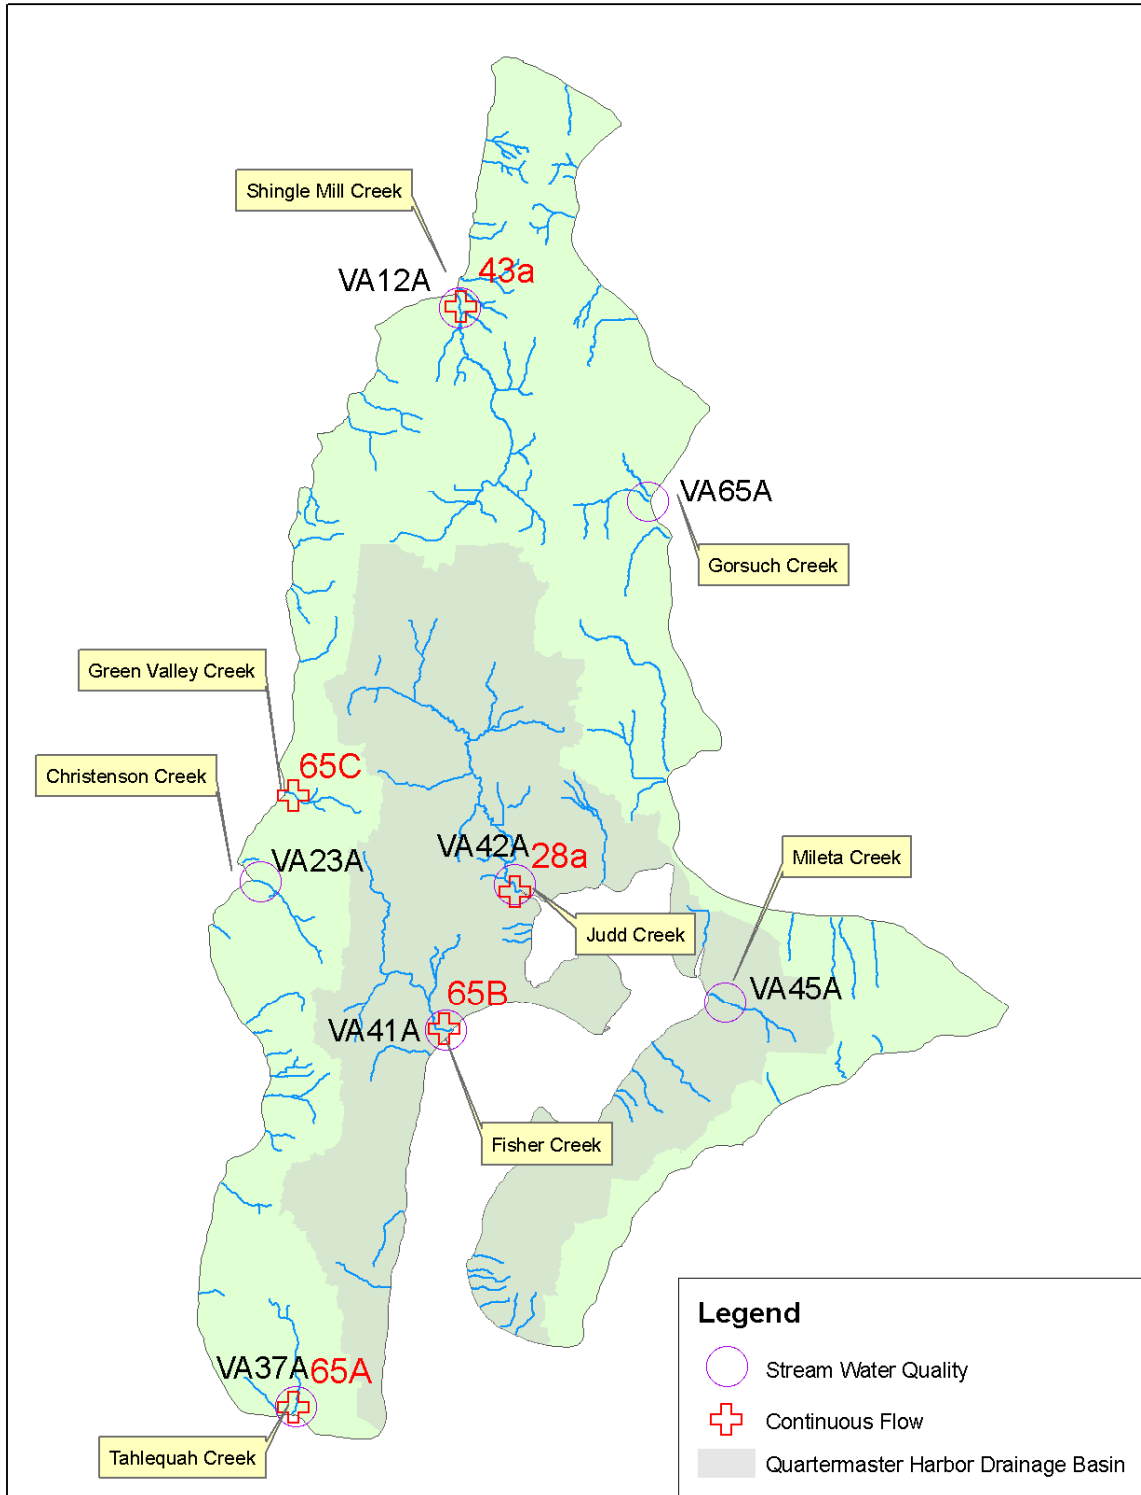 Shingle Mill Creek
43a
VA12A
VA65A
Gorsuch Creek
Green Valley Creek
65C
Christenson Creek
VA23A
VA42A
28a
Mileta Creek
Judd Creek
VA45A
65B
VA41A
Fisher Creek
VA37A
65A
Tahlequah Creek
Legend
Stream Water Quality
Continuous Flow
Quartermaster Harbor Drainage Basin